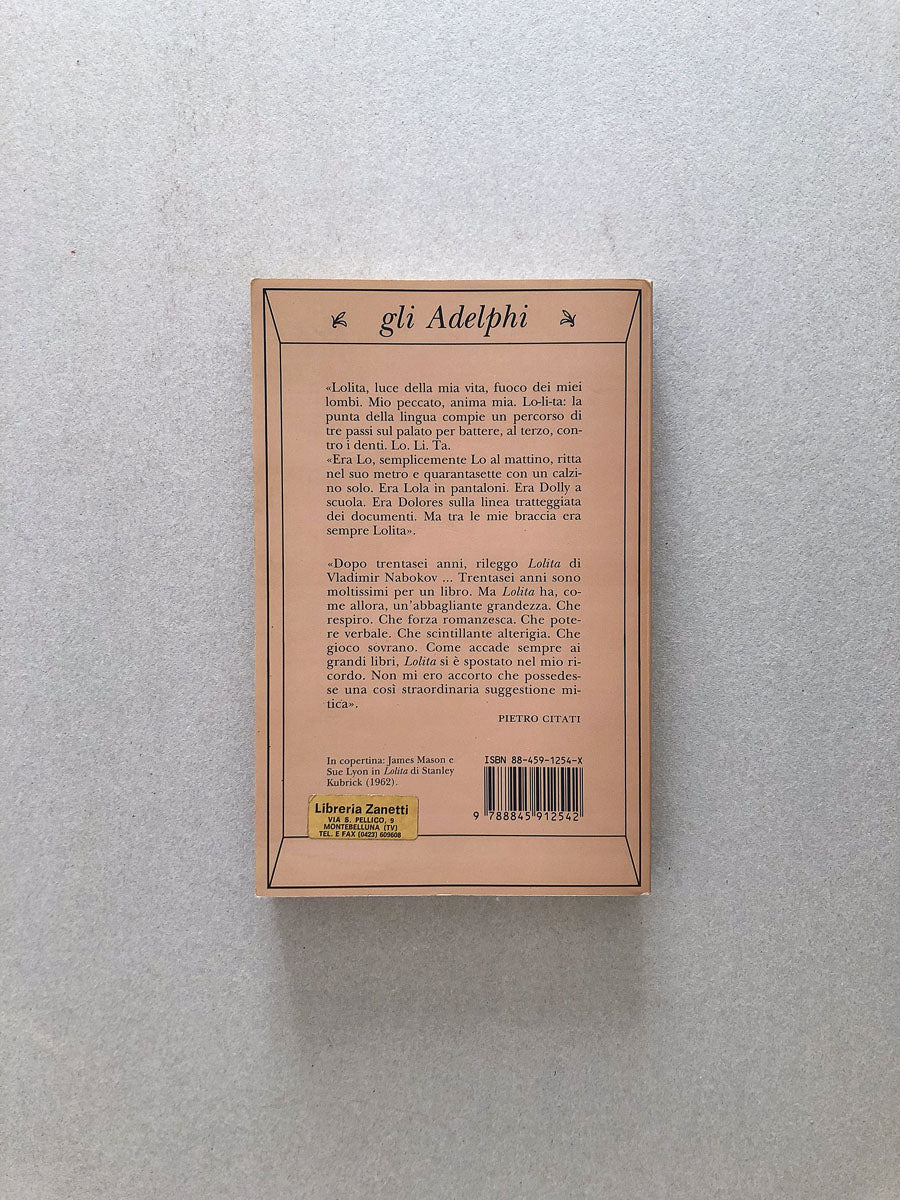 gli Adelphi
«Lolita, luce della mia vita, fuoco dei miei
lombi. Mio peccato, anima mia. Lo-li-ta: la
punta della lingua compie un percorso di
tre passi sul palato per battere, al terzo, con-
tro i denti. Lo. Li. Ta.
«Era Lo, semplicemente Lo al mattino, ritta
nel suo metro e quarantasette con un calzi-
no solo. Era Lola in pantaloni. Era Dolly a
scuola. Era Dolores sulla linea tratteggiata
dei documenti. Ma tra le mie braccia era
sempre Lolita».
«Dopo trentasei anni, rileggo Lolita di
Vladimir Nabokov ... Trentasei anni sono
moltissimi per un libro. Ma Lolita ha, co-
me allora, un'abbagliante grandezza. Che
respiro. Che forza romanzesca. Che pote-
re verbale. Che scintillante alterigia. Che
gioco sovrano. Come accade sempre ai
grandi libri, Lolita si è spostato nel mio ri-
cordo. Non mi ero accorto che possedes-
se una così straordinaria suggestione mi-
tica».
PIETRO CITATI
In copertina: James Mason e
Sue Lyon in Lolita di Stanley
Kubrick (1962).
ISBN 88-459-1254-X
9 788845 912542
Libreria Zanetti
VIA S. PELLICO, 9
MONTEBELLUNA (TV)
TEL. E FAX (0423) 609608